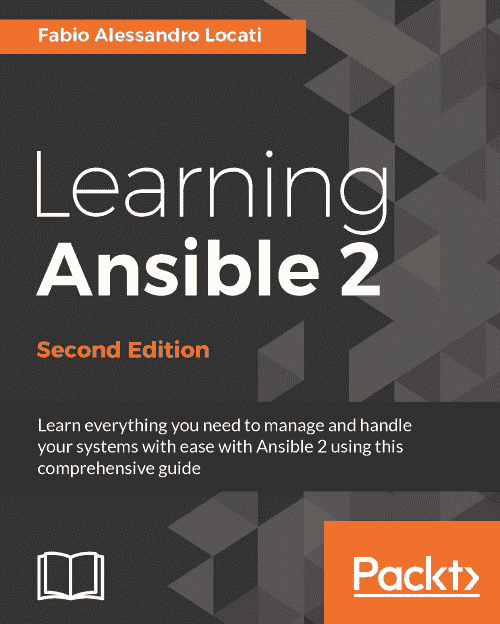 Fabio Alessandro Locati
Learning
Ansible 2
Second Edition
Learn everything you need to manage and handle
your systems with ease with Ansible 2 using this
comprehensive guide
Packt>